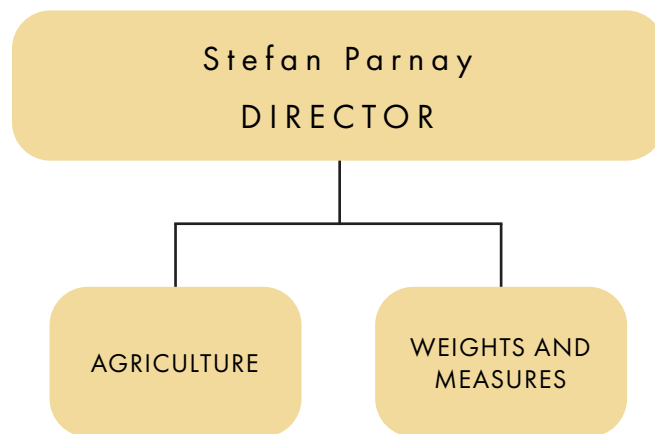 Stefan Parnay
DIRECTOR
AGRICULTURE
WEIGHTS AND
MEASURES